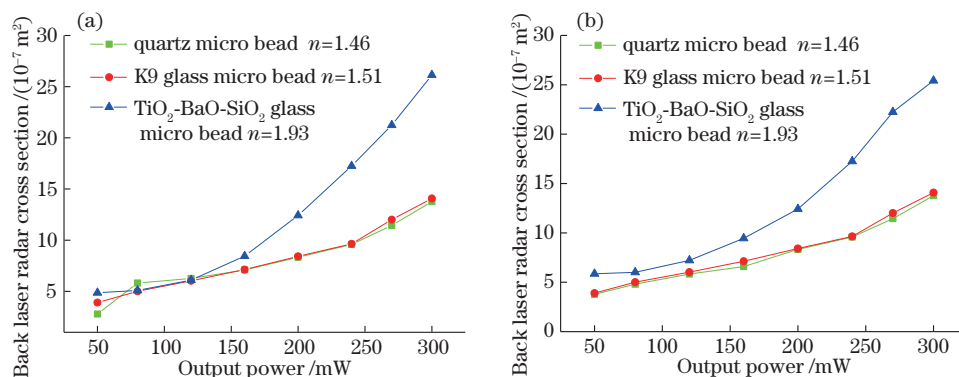 (a)
quartz micro bead n=1.46
K9 glass micro bead n=1.51
TiO₂-BaO-SiO₂ glass
micro bead n=1.93
Back laser radar cross section /(10⁻⁷ m²)
30
25
20
15
10
5
50 100 150 200 250 300
Output power /mW
(b)
quartz micro bead n=1.46
K9 glass micro bead n=1.51
TiO₂-BaO-SiO₂ glass
micro bead n=1.93
Back laser radar cross section /(10⁻⁷ m²)
30
25
20
15
10
5
0
50 100 150 200 250 300
Output power /mW